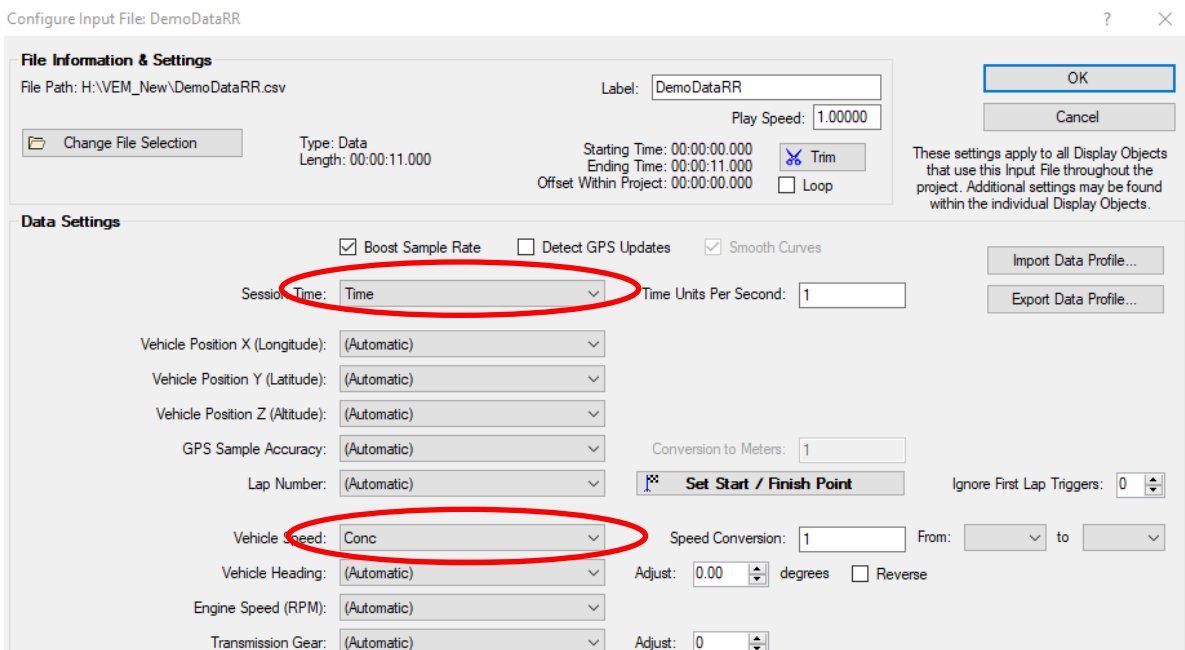 Configure Input File: DemoDataRR
?
File Information & Settings
File Path: H:\VEM_New\DemoDataRR.csv
Label: DemoDataRR
OK
Play Speed: 1.00000
Cancel
Change File Selection
Type: Data
Length: 00:00:11.000
Starting Time: 00:00:00.000
Ending Time: 00:00:11.000
Offset Within Project: 00:00:00.000
Trim
Loop
These settings apply to all Display Objects
that use this Input File throughout the
project. Additional settings may be found
within the individual Display Objects.
Data Settings
Boost Sample Rate Detect GPS Updates Smooth Curves
Import Data Profile...
Session Time: Time Time Units Per Second: 1
Export Data Profile...
Vehicle Position X (Longitude): (Automatic)
Vehicle Position Y (Latitude): (Automatic)
Vehicle Position Z (Altitude): (Automatic)
GPS Sample Accuracy: (Automatic) Conversion to Meters: 1
Lap Number: (Automatic) Set Start / Finish Point Ignore First Lap Triggers: 0
Vehicle Speed: Conc Speed Conversion: 1 From: to
Vehicle Heading: (Automatic) Adjust: 0.00 degrees Reverse
Engine Speed (RPM): (Automatic)
Transmission Gear: (Automatic) Adjust: 0